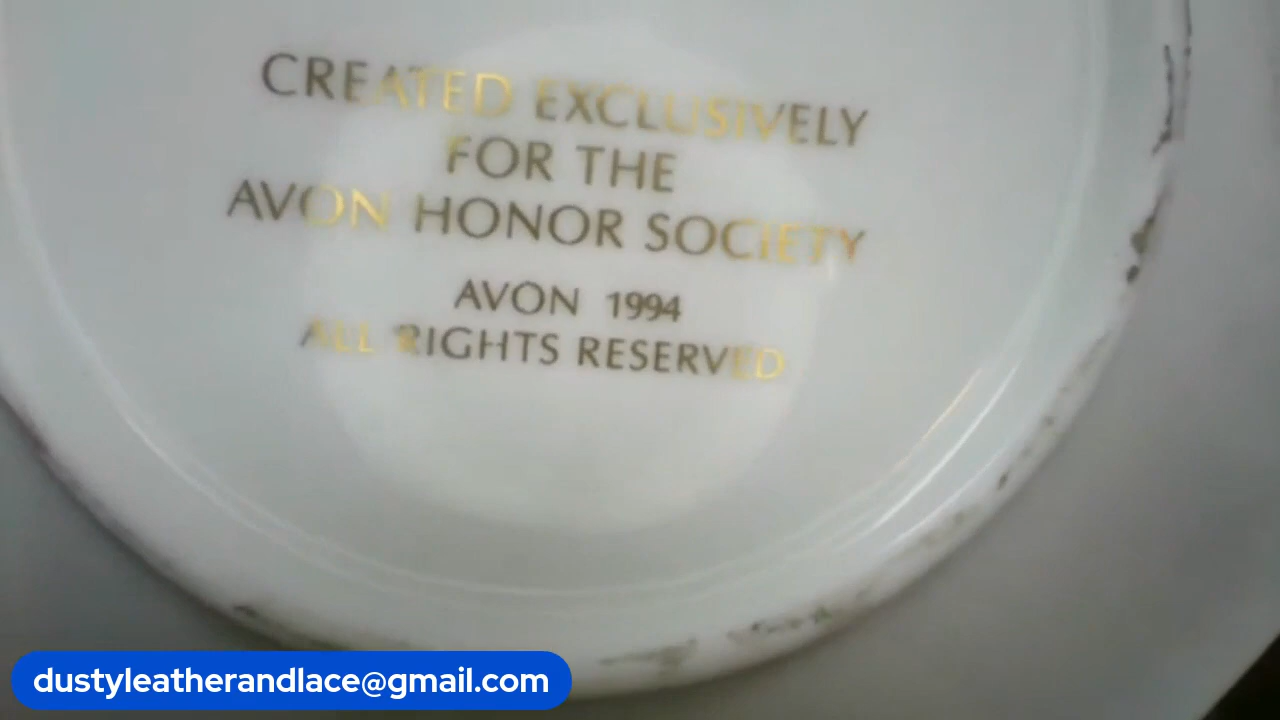 CREATED EXCLUSIVELY
FOR THE
AVON HONOR SOCIETY
AVON 1994
ALL RIGHTS RESERVED
dustyleatherandlace@gmail.com